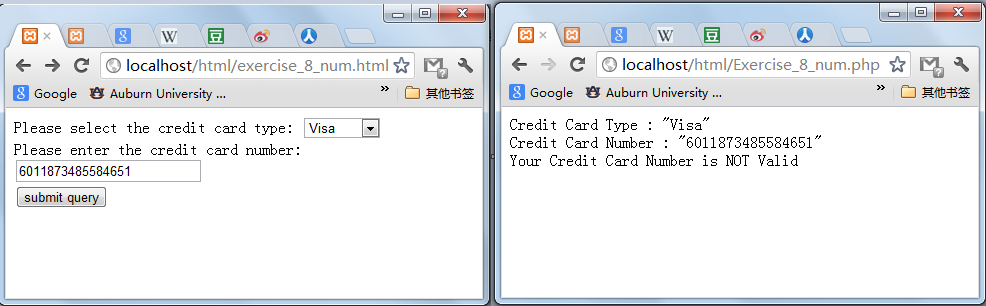 localhost/html/exercise_8_num.html
Google
Auburn University ...
»
其他书签
Please select the credit card type: Visa
Please enter the credit card number:
6011873485584651
submit query
localhost/html/Exercise_8_num.php
Google
Auburn University ...
»
其他书签
Credit Card Type : "Visa"
Credit Card Number : "6011873485584651"
Your Credit Card Number is NOT Valid